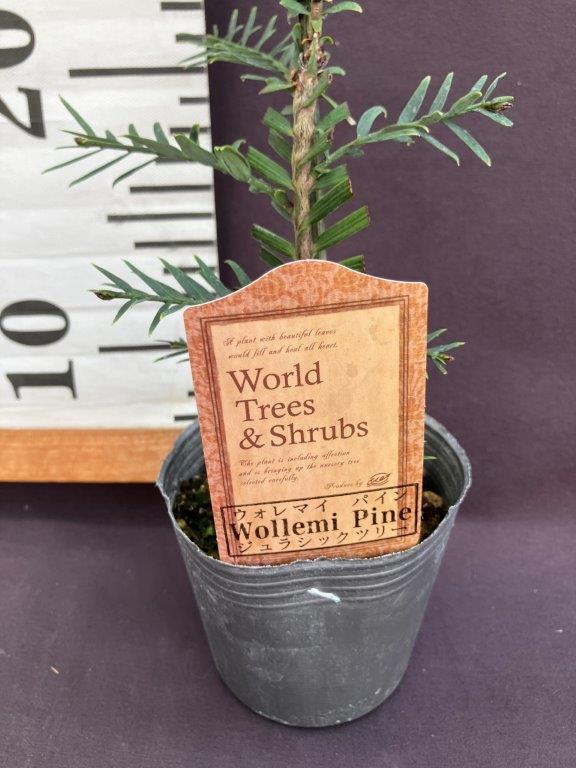 20
10
A plant with beautiful leaves
would fill and heal all heart.
World
Trees
& Shrubs
The plant is including affection
and is bringing up the nursery tree
selected carefully.
Produce by
ウォレマイ パイン
Wollemi Pine
ジュラシックツリー